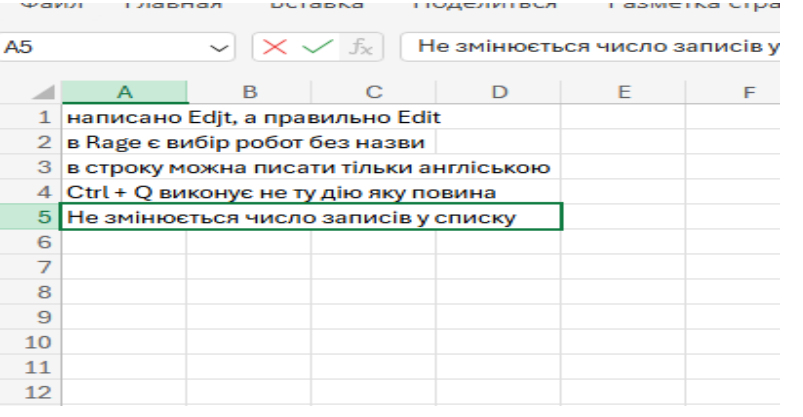 Файл Главная Вставка Поделиться Разметка стра
A5 fx Не змінюється число записів у
A B C D E F
1 написано Edjt, а правильно Edit
2 в Rage є вибір робот без назви
3 в строку можна писати тільки англіською
4 Ctrl + Q виконує не ту дію яку повина
5 Не змінюється число записів у списку
6
7
8
9
10
11
12